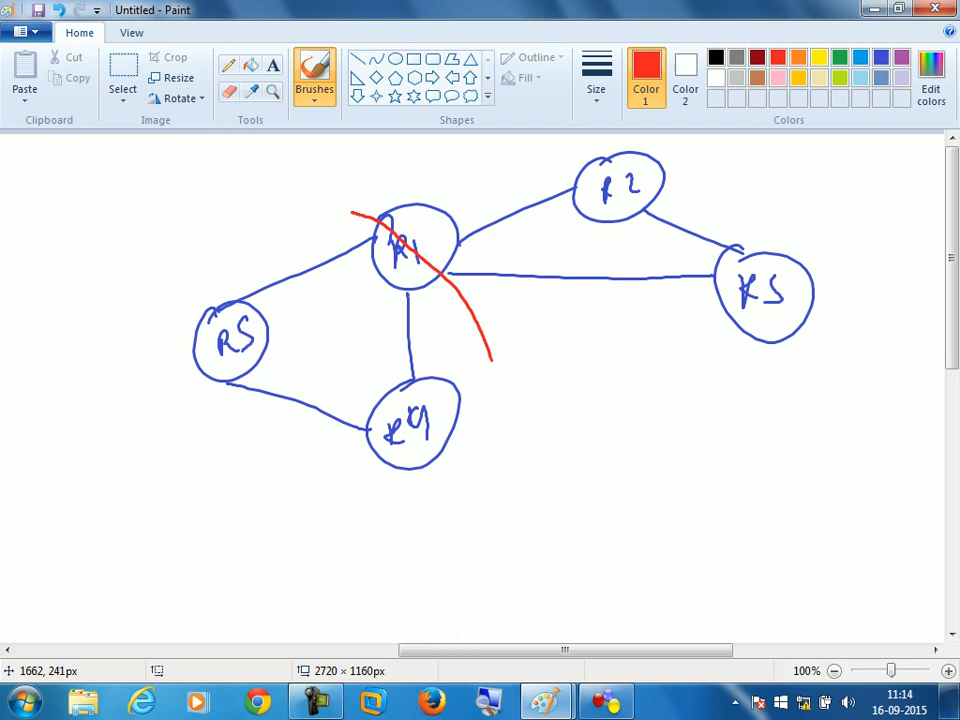 Untitled - Paint
Home
View
Paste
Cut
Copy
Clipboard
Select
Crop
Resize
Rotate
Image
A
Tools
Brushes
Shapes
Outline
Fill
Size
Color
1
Color
2
Edit
colors
Colors
R2
R1
RS
R4
1662, 241px
2720 × 1160px
100%
11:14
16-09-2015